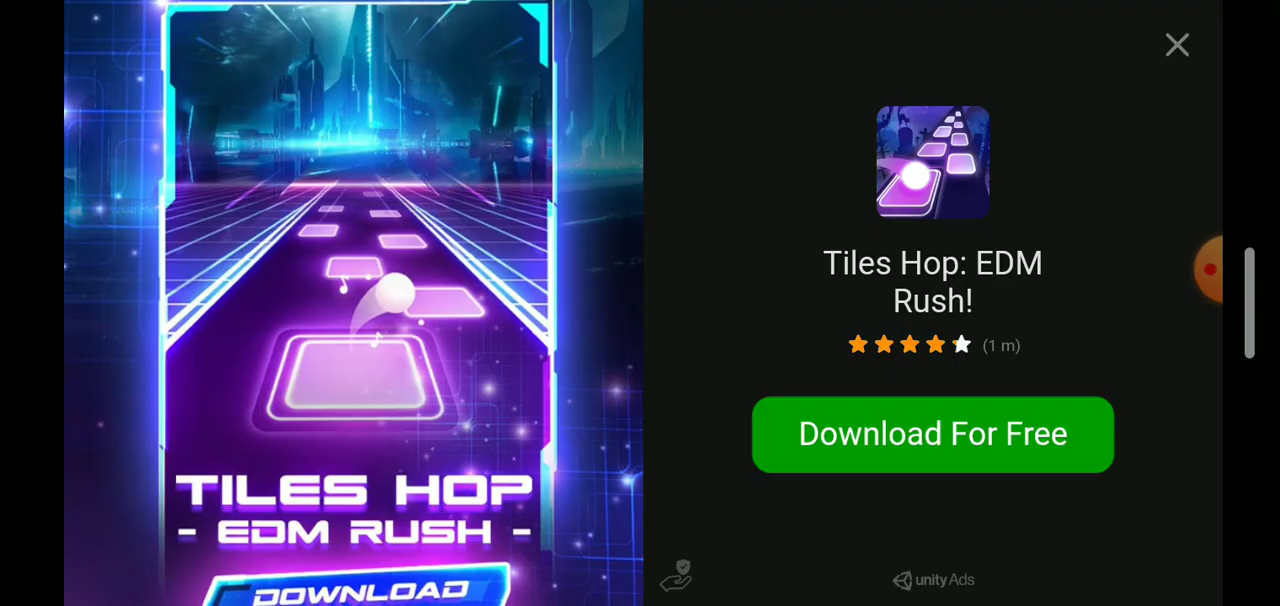 TILES HOP
- EDM RUSH -
DOWNLOAD
Tiles Hop: EDM
Rush!
(1 m)
Download For Free
unity Ads